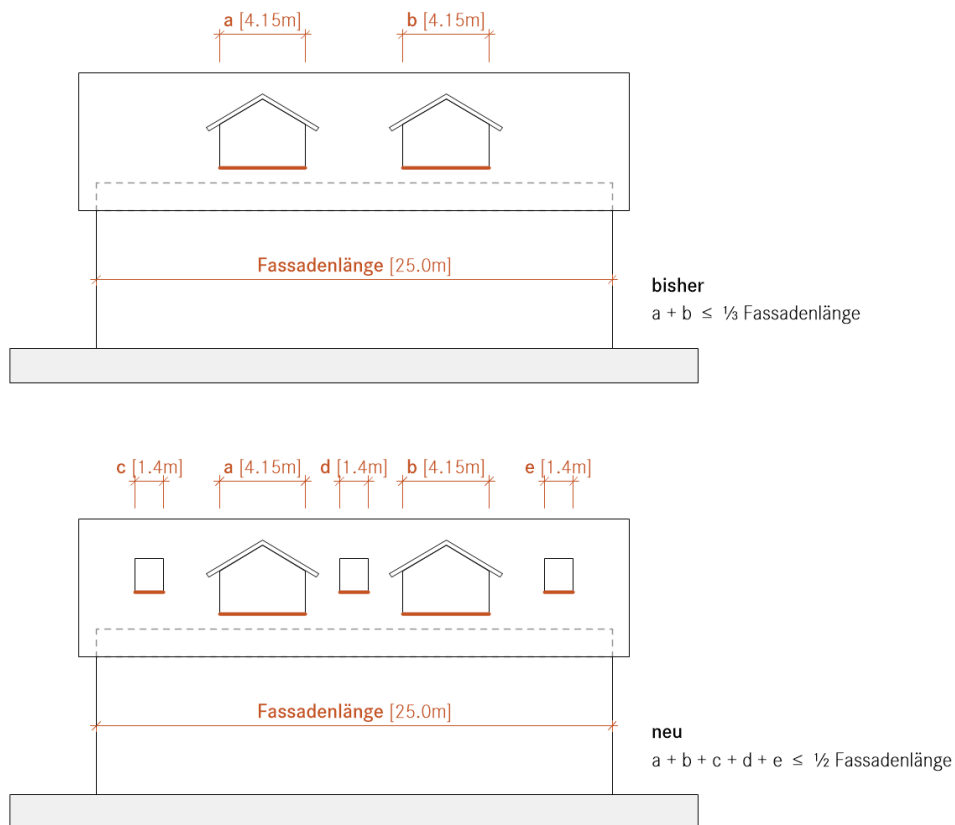 a [4.15m] b [4.15m]
Fassadenlänge [25.0m]
bisher
a + b ≤ ⅓ Fassadenlänge
c [1.4m] a [4.15m] d [1.4m] b [4.15m] e [1.4m]
Fassadenlänge [25.0m]
neu
a + b + c + d + e ≤ ½ Fassadenlänge